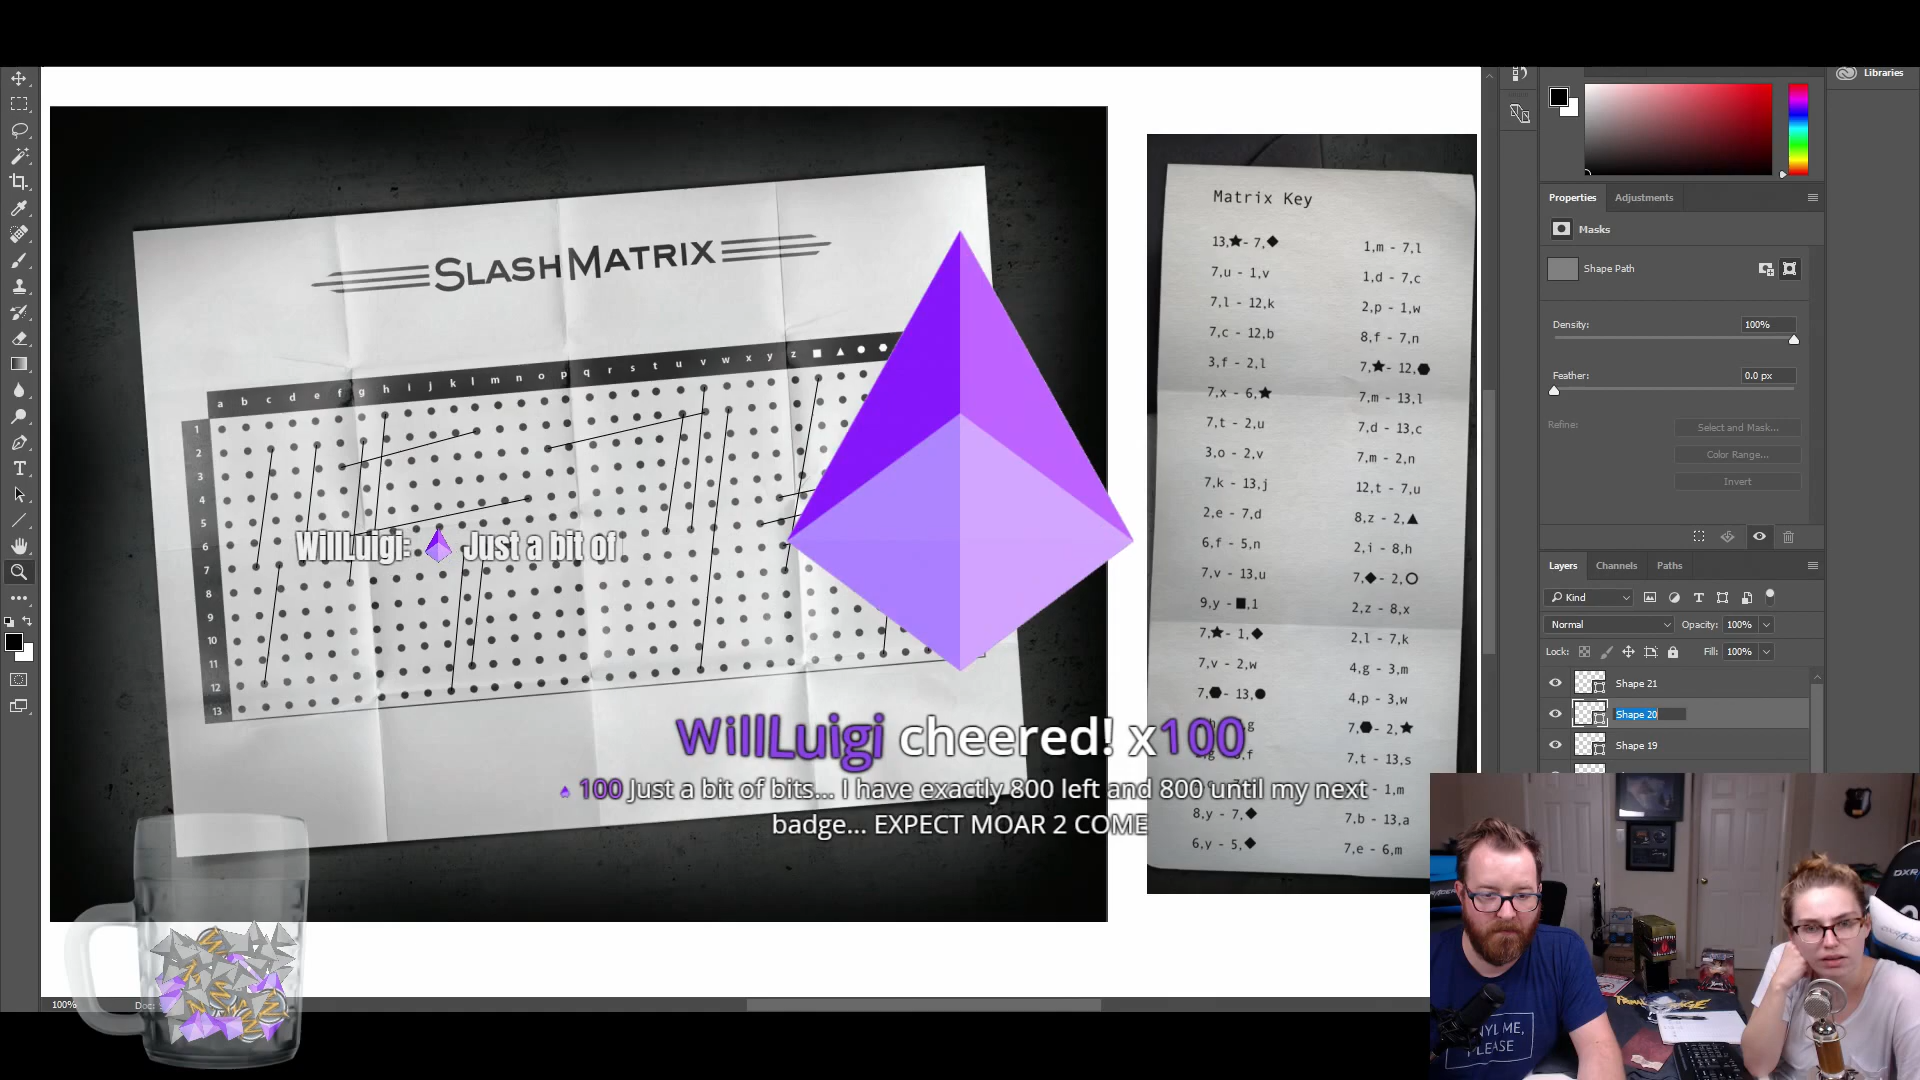 Libraries
SLASHMATRIX
a b c d e f g h i j k l m n o p q r s t u v w x y z ■ ▲ ● ⬣
1
2
3
4
5
6
7
8
9
10
11
12
13
WillLuigi: Just a bit of
WillLuigi cheered! x100
100 Just a bit of bits... I have exactly 800 left and 800 until my next
badge... EXPECT MOAR 2 COME
Matrix Key
13,★- 7,◆
7,u - 1,v
7,l - 12,k
7,c - 12,b
3,f - 2,l
7,x - 6,★
7,t - 2,u
3,o - 2,v
7,k - 13,j
2,e - 7,d
6,f - 5,n
7,v - 13,u
9,y - ■,1
7,★- 1,◆
7,v - 2,w
7,⬣- 13,●
8,y - 7,◆
6,y - 5,◆
1,m - 7,l
1,d - 7,c
2,p - 1,w
8,f - 7,n
7,★- 12,⬣
7,m - 13,l
7,d - 13,c
7,m - 2,n
12,t - 7,u
8,z - 2,▲
2,i - 8,h
7,◆- 2,○
2,z - 8,x
2,l - 7,k
4,g - 3,m
4,p - 3,w
7,⬣- 2,★
7,t - 13,s
- 1,m
7,b - 13,a
7,e - 6,m
Properties Adjustments
Masks
Shape Path
Density: 100%
Feather: 0.0 px
Refine: Select and Mask...
Color Range...
Invert
Layers Channels Paths
Kind
Normal Opacity: 100%
Lock: Fill: 100%
Shape 21
Shape 20
Shape 19
100%
Doc:
PLEASE